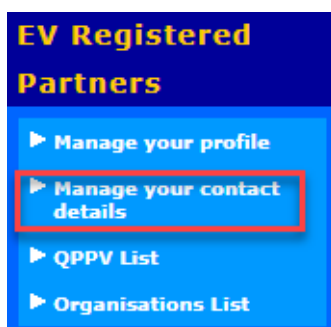 EV Registered
Partners
Manage your profile
Manage your contact
details
QPPV List
Organisations List